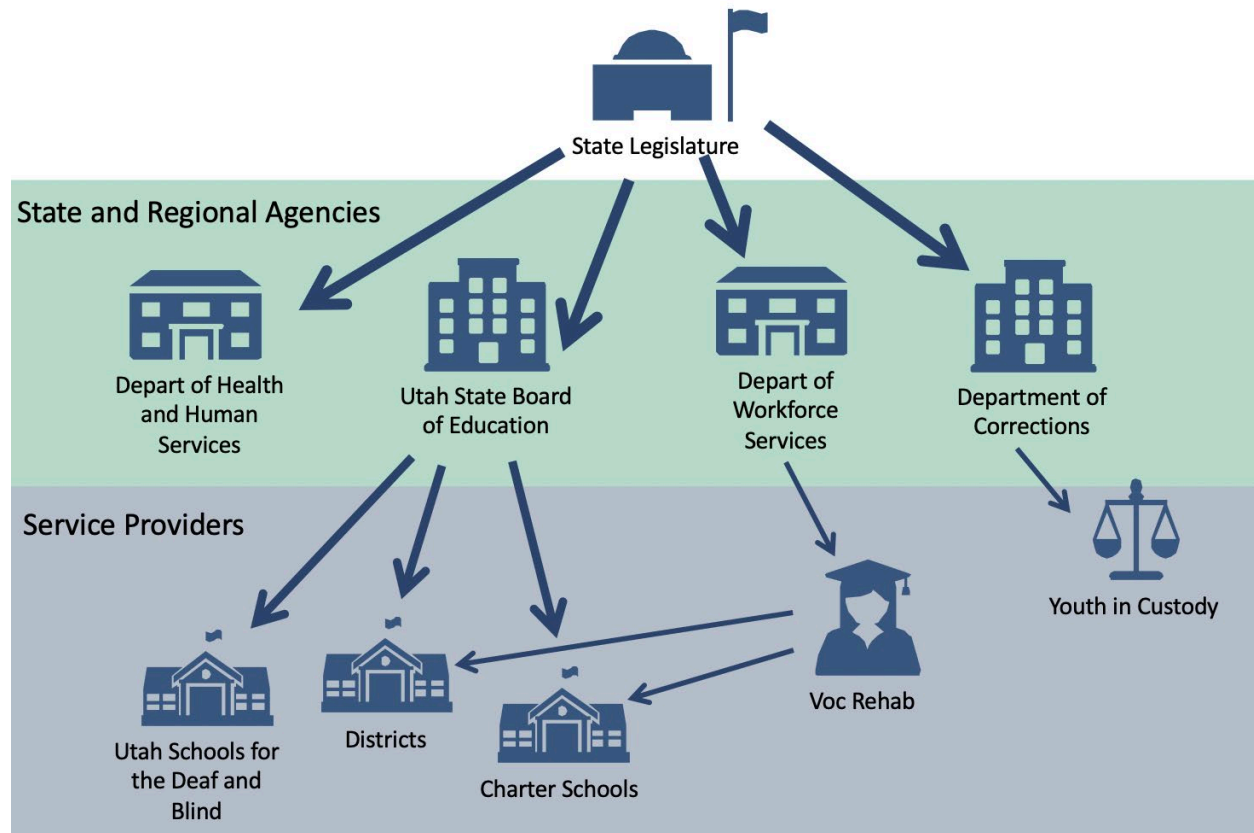 State Legislature
State and Regional Agencies
Depart of Health
and Human
Services
Utah State Board
of Education
Depart of
Workforce
Services
Department of
Corrections
Service Providers
Youth in Custody
Voc Rehab
Utah Schools for
the Deaf and
Blind
Districts
Charter Schools